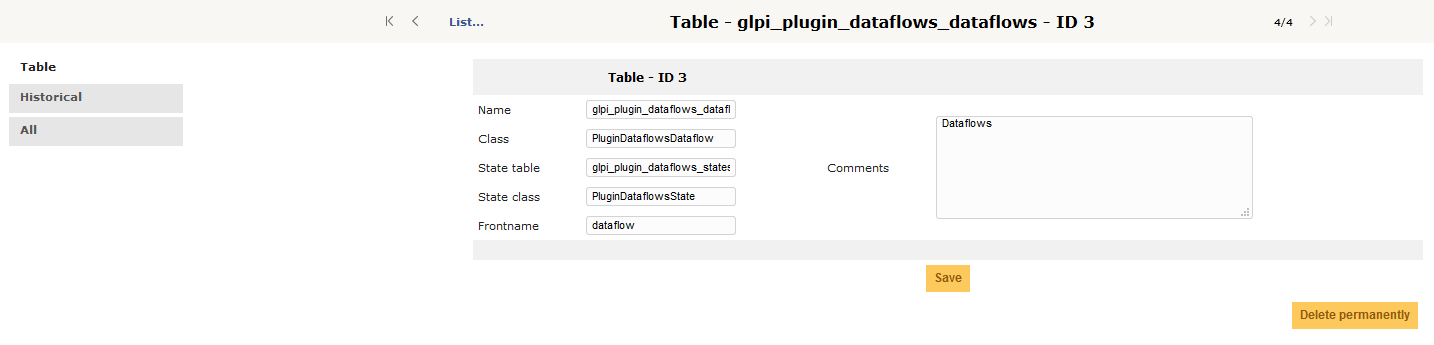 List...
Table - glpi_plugin_dataflows_dataflows - ID 3
4/4
Table
Historical
All
Table - ID 3
Name
glpi_plugin_dataflows_datafl
Class
PluginDataflowsDataflow
State table
glpi_plugin_dataflows_states
State class
PluginDataflowsState
Frontname
dataflow
Comments
Dataflows
Save
Delete permanently